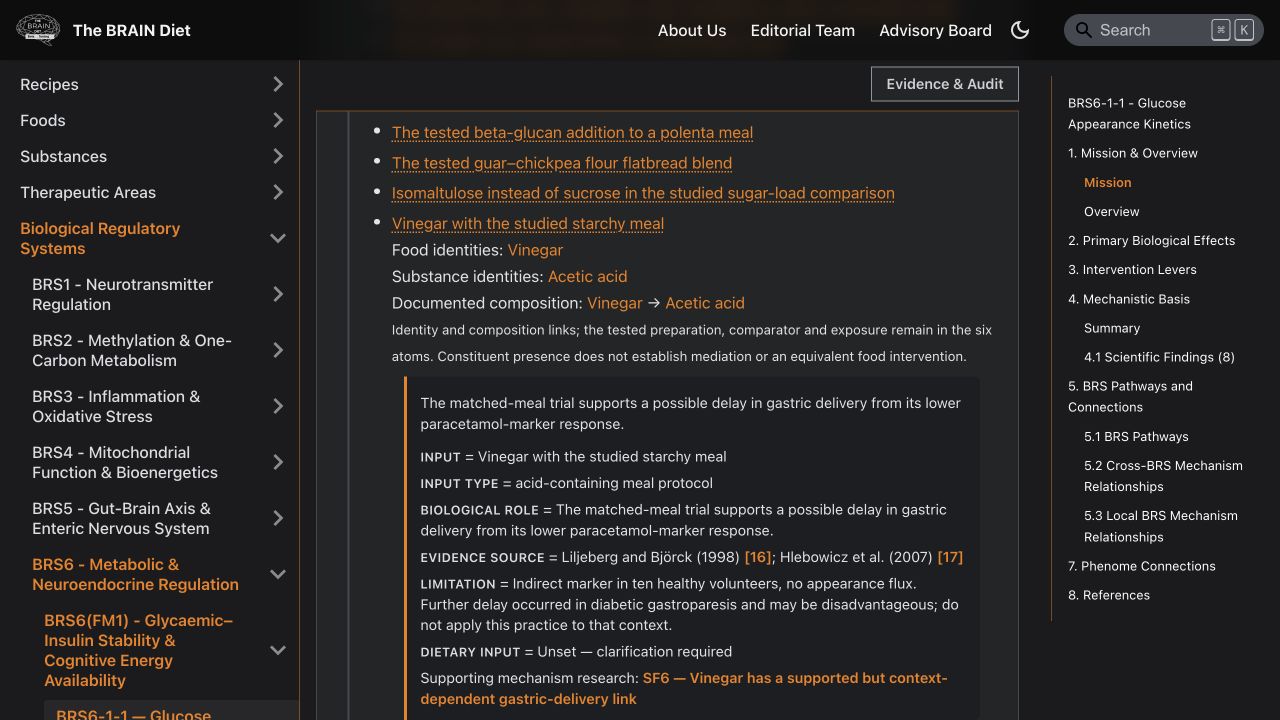 The BRAIN Diet
About Us
Editorial Team
Advisory Board
Search
⌘ K
Recipes
Foods
Substances
Therapeutic Areas
Biological Regulatory
Systems
BRS1 - Neurotransmitter
Regulation
BRS2 - Methylation & One-
Carbon Metabolism
BRS3 - Inflammation &
Oxidative Stress
BRS4 - Mitochondrial
Function & Bioenergetics
BRS5 - Gut-Brain Axis &
Enteric Nervous System
BRS6 - Metabolic &
Neuroendocrine Regulation
BRS6(FM1) - Glycaemic–
Insulin Stability &
Cognitive Energy
Availability
BRS6-1-1 — Glucose
Evidence & Audit
The tested beta-glucan addition to a polenta meal
The tested guar–chickpea flour flatbread blend
Isomaltulose instead of sucrose in the studied sugar-load comparison
Vinegar with the studied starchy meal
Food identities: Vinegar
Substance identities: Acetic acid
Documented composition: Vinegar → Acetic acid
Identity and composition links; the tested preparation, comparator and exposure remain in the six
atoms. Constituent presence does not establish mediation or an equivalent food intervention.
The matched-meal trial supports a possible delay in gastric delivery from its lower
paracetamol-marker response.
INPUT = Vinegar with the studied starchy meal
INPUT TYPE = acid-containing meal protocol
BIOLOGICAL ROLE = The matched-meal trial supports a possible delay in gastric
delivery from its lower paracetamol-marker response.
EVIDENCE SOURCE = Liljeberg and Björck (1998) [16]; Hlebowicz et al. (2007) [17]
LIMITATION = Indirect marker in ten healthy volunteers, no appearance flux.
Further delay occurred in diabetic gastroparesis and may be disadvantageous; do
not apply this practice to that context.
DIETARY INPUT = Unset — clarification required
Supporting mechanism research: SF6 — Vinegar has a supported but context-
dependent gastric-delivery link
BRS6-1-1 - Glucose
Appearance Kinetics
1. Mission & Overview
Mission
Overview
2. Primary Biological Effects
3. Intervention Levers
4. Mechanistic Basis
Summary
4.1 Scientific Findings (8)
5. BRS Pathways and
Connections
5.1 BRS Pathways
5.2 Cross-BRS Mechanism
Relationships
5.3 Local BRS Mechanism
Relationships
7. Phenome Connections
8. References